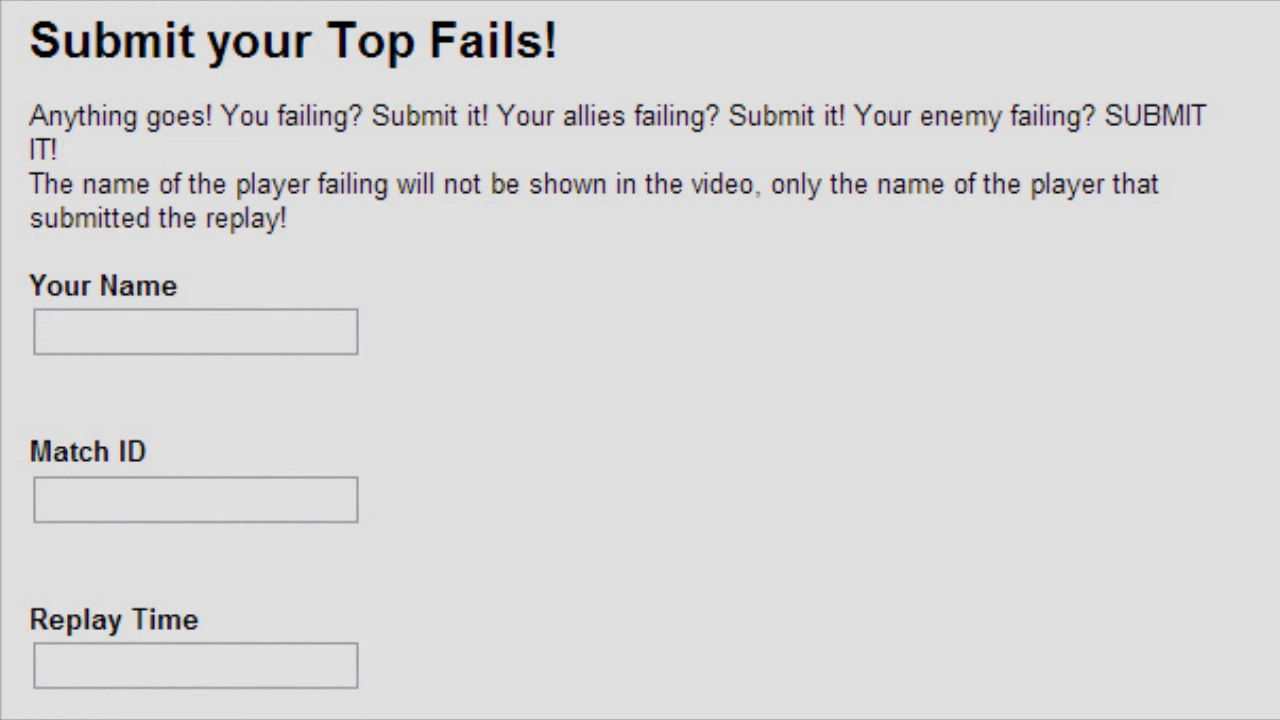 Submit your Top Fails!
Anything goes! You failing? Submit it! Your allies failing? Submit it! Your enemy failing? SUBMIT
IT!
The name of the player failing will not be shown in the video, only the name of the player that
submitted the replay!
Your Name
Match ID
Replay Time